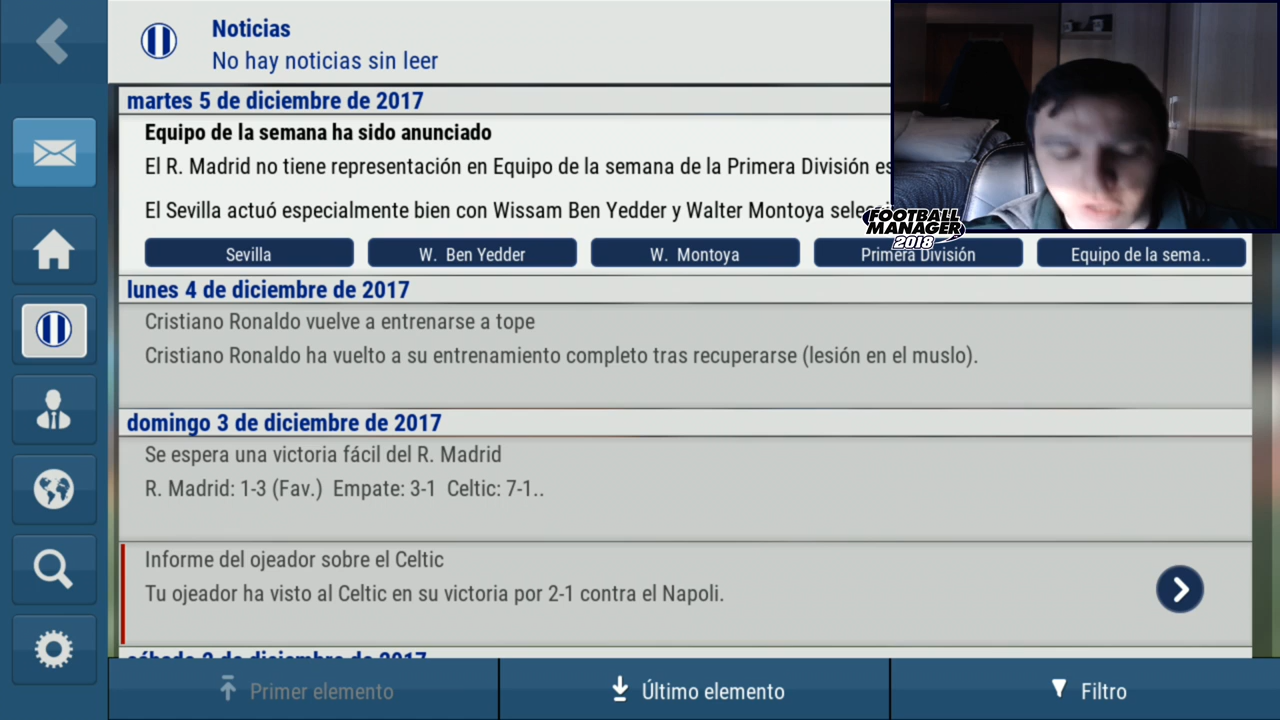 Noticias
No hay noticias sin leer
martes 5 de diciembre de 2017
Equipo de la semana ha sido anunciado
El R. Madrid no tiene representación en Equipo de la semana de la Primera División es
El Sevilla actuó especialmente bien con Wissam Ben Yedder y Walter Montoya
FOOTBALL
MANAGER
2018
Sevilla
W. Ben Yedder
W. Montoya
Primera División
Equipo de la sema..
lunes 4 de diciembre de 2017
Cristiano Ronaldo vuelve a entrenarse a tope
Cristiano Ronaldo ha vuelto a su entrenamiento completo tras recuperarse (lesión en el muslo).
domingo 3 de diciembre de 2017
Se espera una victoria fácil del R. Madrid
R. Madrid: 1-3 (Fav.) Empate: 3-1 Celtic: 7-1..
Informe del ojeador sobre el Celtic
Tu ojeador ha visto al Celtic en su victoria por 2-1 contra el Napoli.
sábado 2 de diciembre de 2017
Primer elemento
Último elemento
Filtro